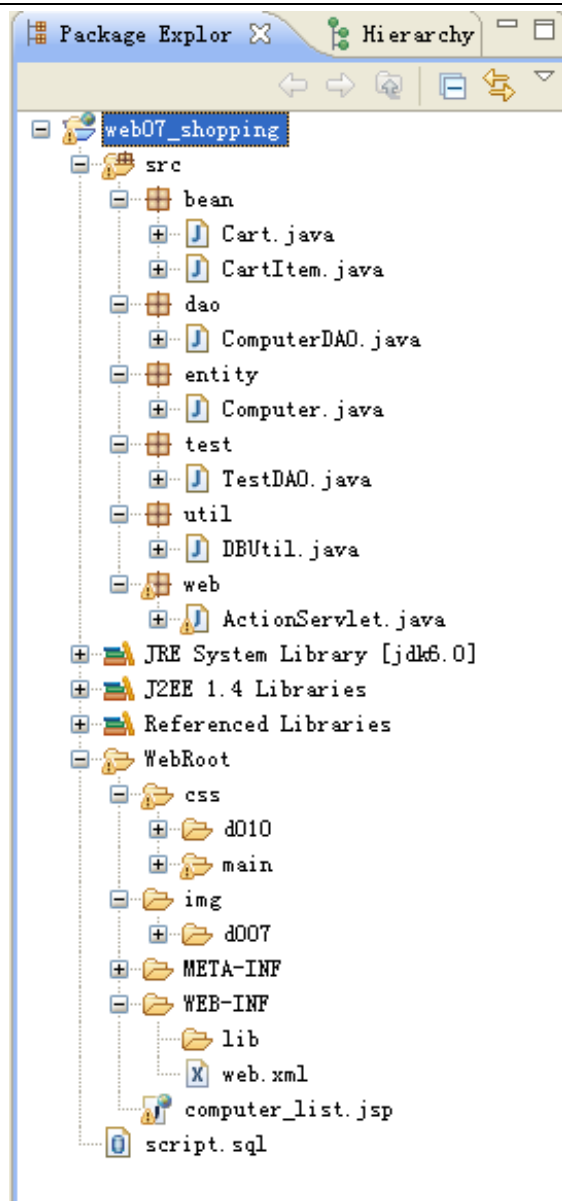 Package Explor Hierarchy
web07_shopping
src
bean
Cart.java
CartItem.java
dao
ComputerDAO.java
entity
Computer.java
test
TestDAO.java
util
DBUtil.java
web
ActionServlet.java
JRE System Library [jdk6.0]
J2EE 1.4 Libraries
Referenced Libraries
WebRoot
css
d010
main
img
d007
META-INF
WEB-INF
lib
web.xml
computer_list.jsp
script.sql